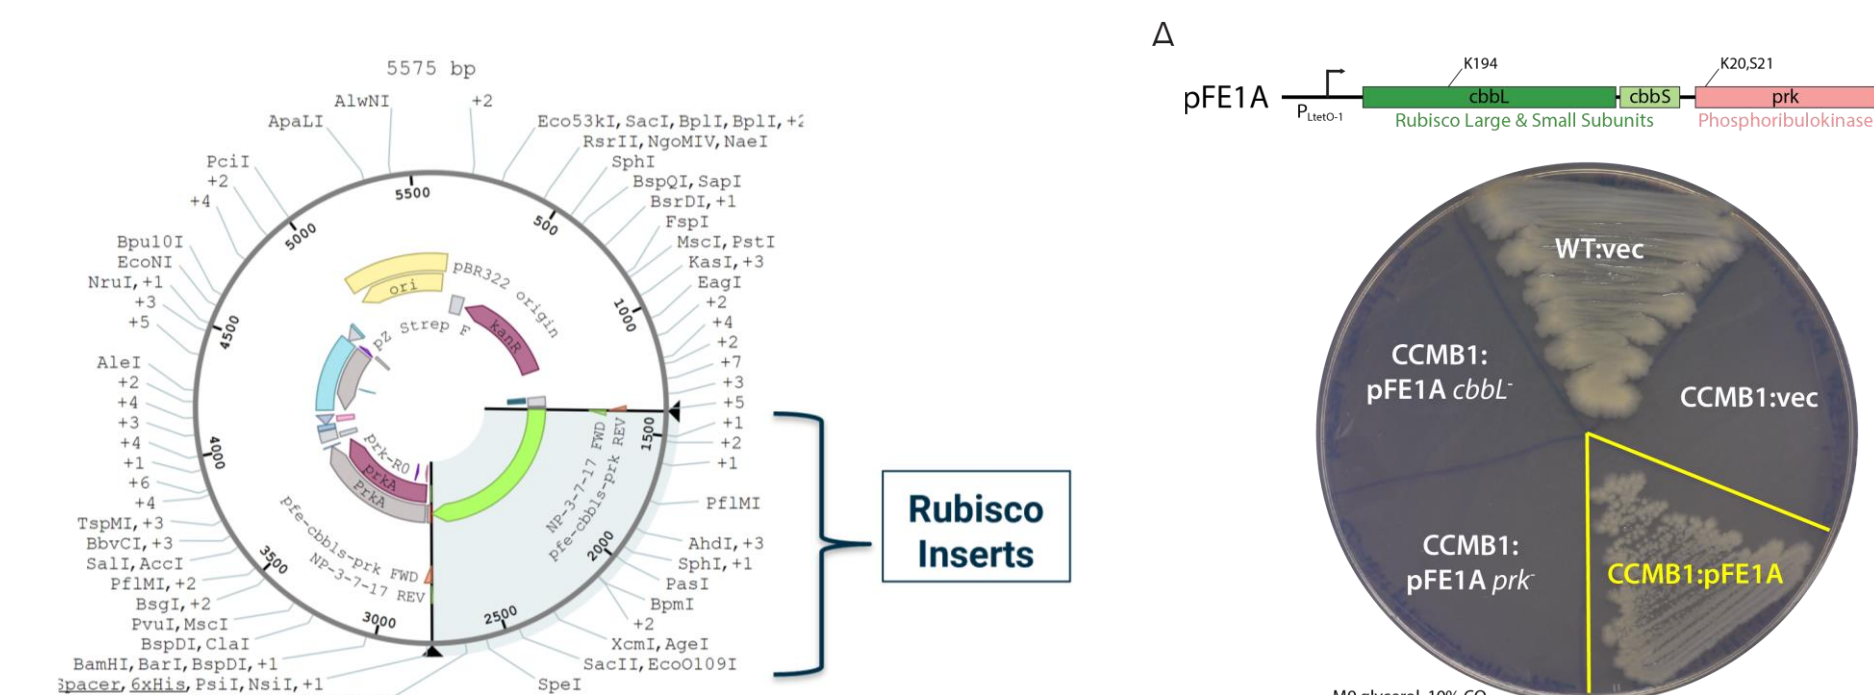 5575 bp
AlwNI
+2
ApaLI
Eco53kI, SacI, BplI, BplI, +2
RsrII, NgoMIV, NaeI
PciI
SphI
+2
BspQI, SapI
+4
BsrDI, +1
FspI
Bpu10I
MscI, PstI
EcoNI
KasI, +3
NruI, +1
EagI
+3
+2
+5
+4
+2
AleI
+7
+2
+3
+4
+5
+3
+1
+4
+2
+1
+1
+6
+4
PflMI
TspMI, +3
BbvCI, +3
AhdI, +3
SalI, AccI
SphI, +1
PflMI, +2
PasI
BsgI, +2
BpmI
PvuI, MscI
+2
BspDI, ClaI
XcmI, AgeI
BamHI, BarI, BspDI, +1
SacII, EcoO109I
Spacer, 6xHis, PsiI, NsiI, +1
SpeI
5500
500
1000
1500
2000
2500
3000
3500
4000
4500
5000
pBR322 origin
ori
pZ Strep F
kanR
prk-R0
prkA
PrkA
pfe-cbbls-prk FWD
NP-3-7-17 REV
NP-3-7-17 FWD
pfe-cbbls-prk REV
Rubisco
Inserts
A
K194
K20,S21
pFE1A
PLtetO-1
cbbL
cbbS
prk
Rubisco Large & Small Subunits
Phosphoribulokinase
WT:vec
CCMB1:
pFE1A cbbL-
CCMB1:vec
CCMB1:
pFE1A prk-
CCMB1:pFE1A